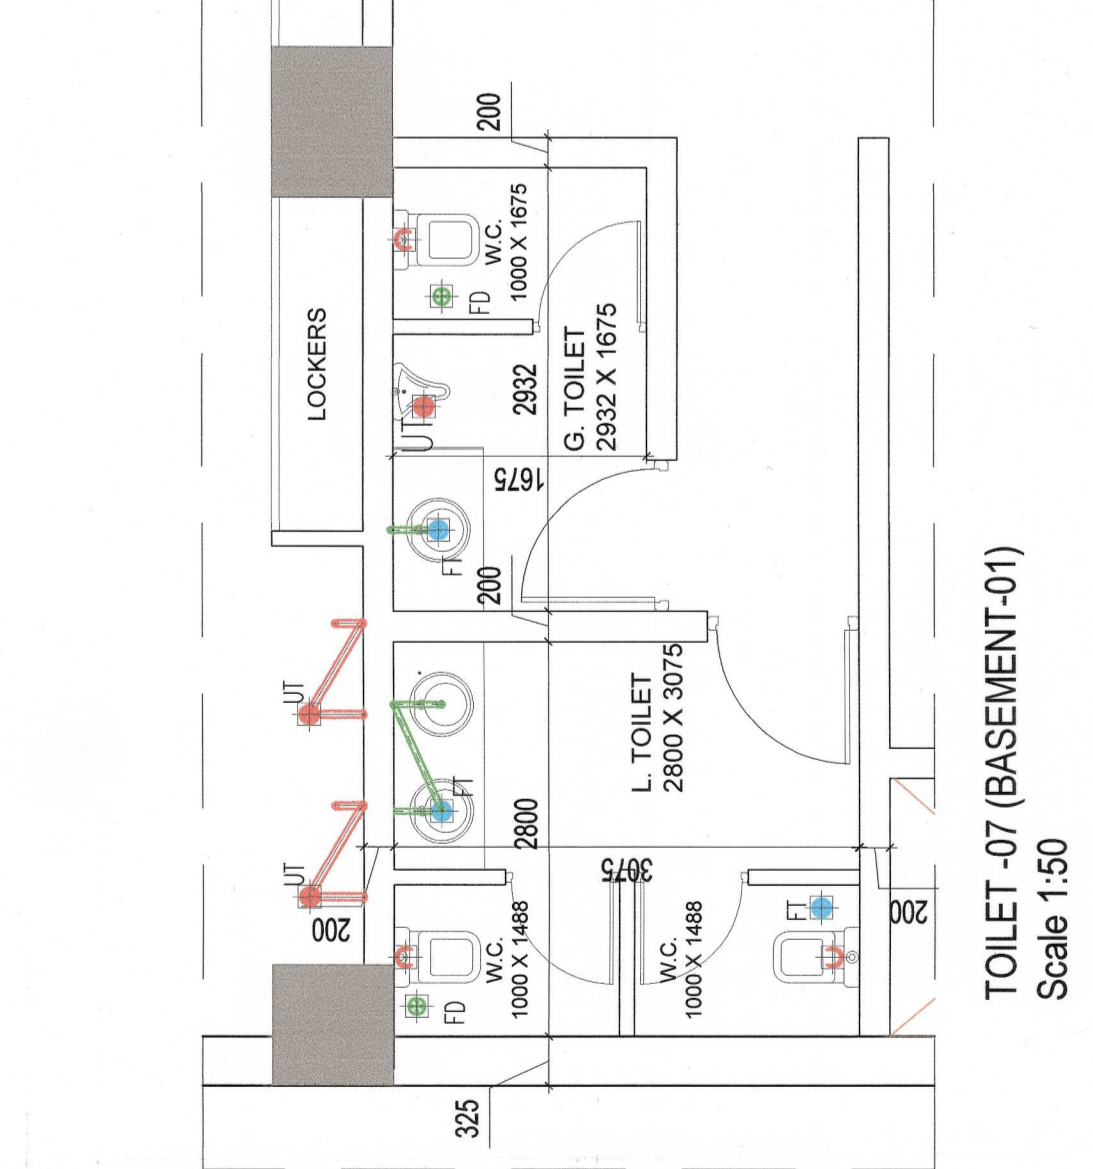 LOCKERS
200
W.C.
1000 X 1675
FD
G. TOILET
2932 X 1675
2932
UT
1675
FT
200
UT
UT
L. TOILET
2800 X 3075
2800
FT
3075
200
W.C.
1000 X 1488
FD
W.C.
1000 X 1488
FT
200
325
TOILET -07 (BASEMENT-01)
Scale 1:50